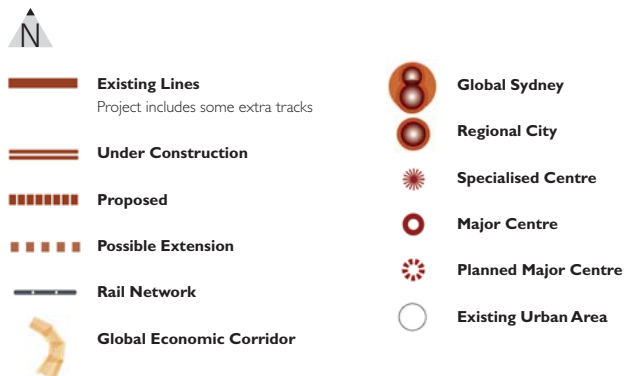 N
Existing Lines
Project includes some extra tracks
Under Construction
Proposed
Possible Extension
Rail Network
Global Economic Corridor
Global Sydney
Regional City
Specialised Centre
Major Centre
Planned Major Centre
Existing Urban Area